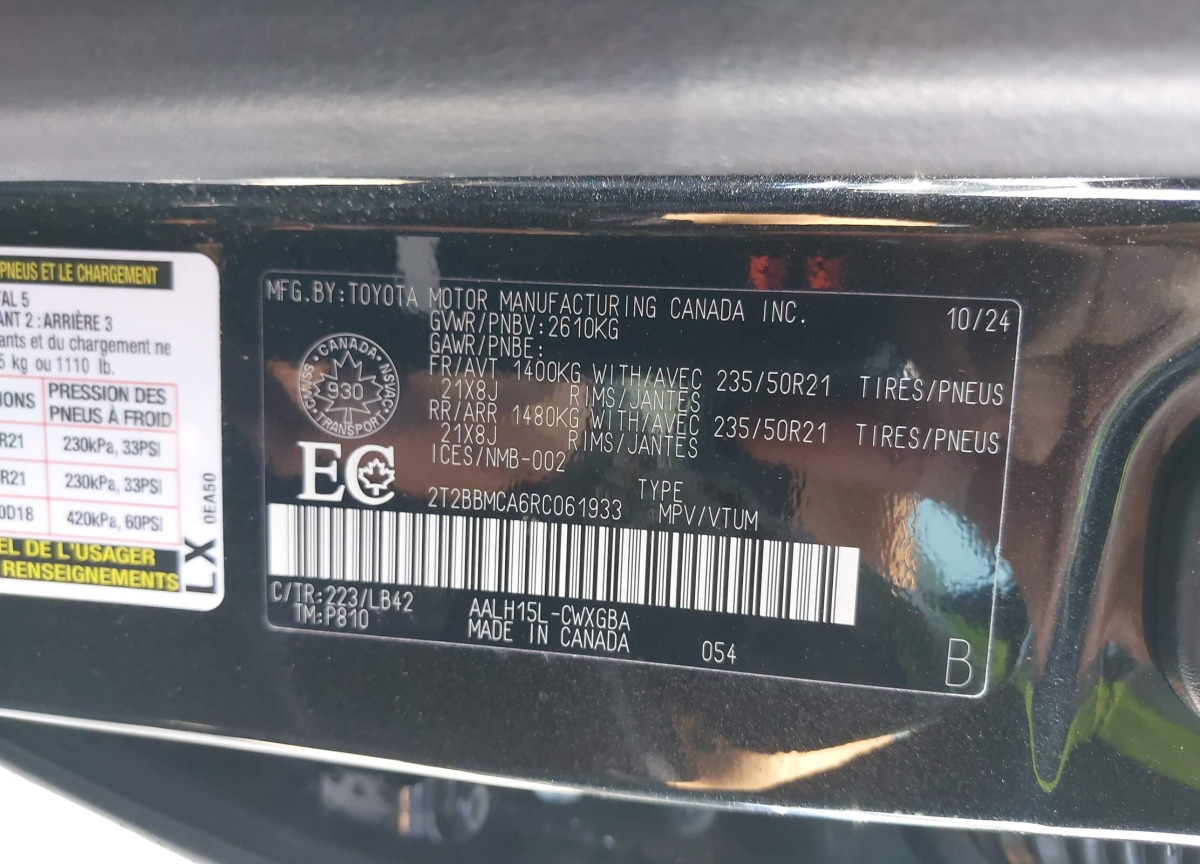 PNEUS ET LE CHARGEMENT
AL 5
ANT 2 : ARRIÈRE 3
ants et du chargement ne
5 kg ou 1110 lb.
IONS PRESSION DES PNEUS À FROID
R21 230kPa, 33PSI
R21 230kPa, 33PSI
0D18 420kPa, 60PSI
EL DE L'USAGER
RENSEIGNEMENTS
LX 0EA50
MFG.BY:TOYOTA MOTOR MANUFACTURING CANADA INC. 10/24
GVWR/PNBV:2610KG
GAWR/PNBE:
FR/AVT 1400KG WITH/AVEC 235/50R21 TIRES/PNEUS
21X8J RIMS/JANTES
RR/ARR 1480KG WITH/AVEC 235/50R21 TIRES/PNEUS
21X8J RIMS/JANTES
ICES/NMB-002
CANADA
930
TRANSPORT
EC
2T2BBMCA6RC061933 TYPE
MPV/VTUM
C/TR:223/LB42 AALH15L-CWXGBA
TM:P810 MADE IN CANADA 054
B